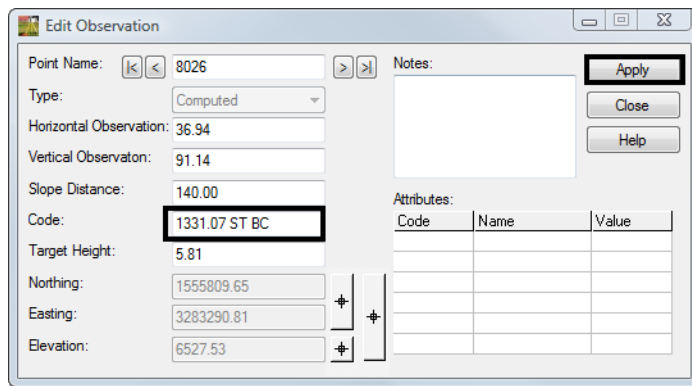 Edit Observation
Point Name: |< < 8026 > >| Notes: Apply
Type: Computed Close
Horizontal Observation: 36.94 Help
Vertical Observaton: 91.14
Slope Distance: 140.00 Attributes:
Code: 1331.07 ST BC Code Name Value
Target Height: 5.81
Northing: 1555809.65
Easting: 3283290.81
Elevation: 6527.53